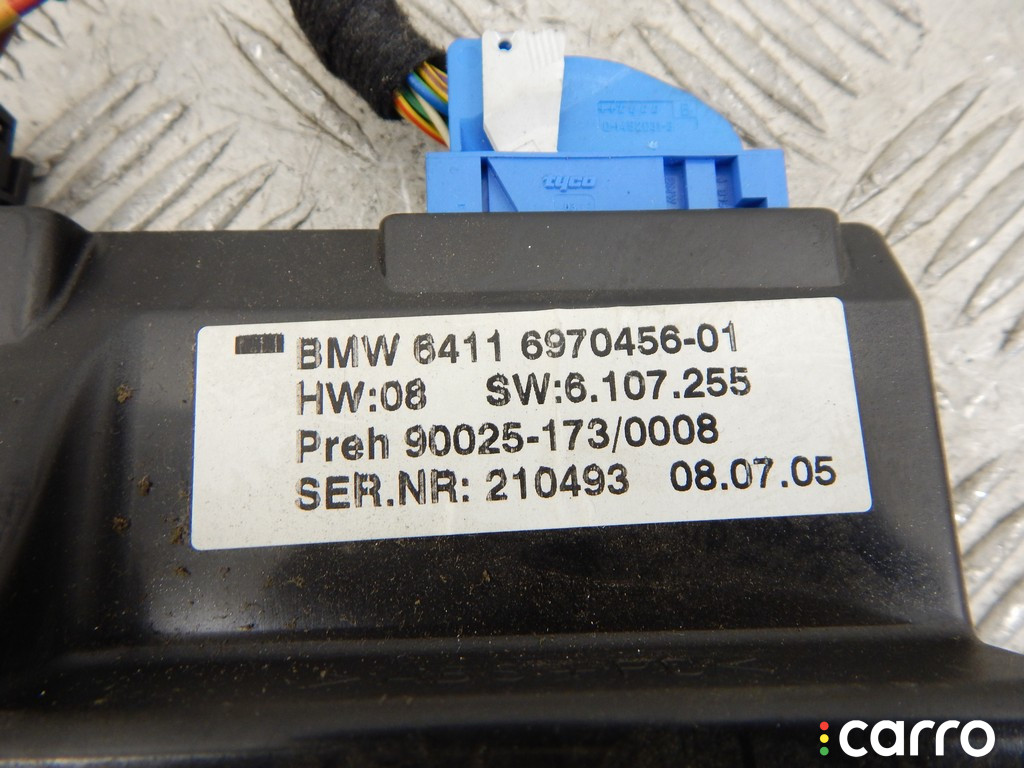 tyco
BMW 6411 6970456-01
HW:08 SW:6.107.255
Preh 90025-173/0008
SER.NR: 210493 08.07.05
carro